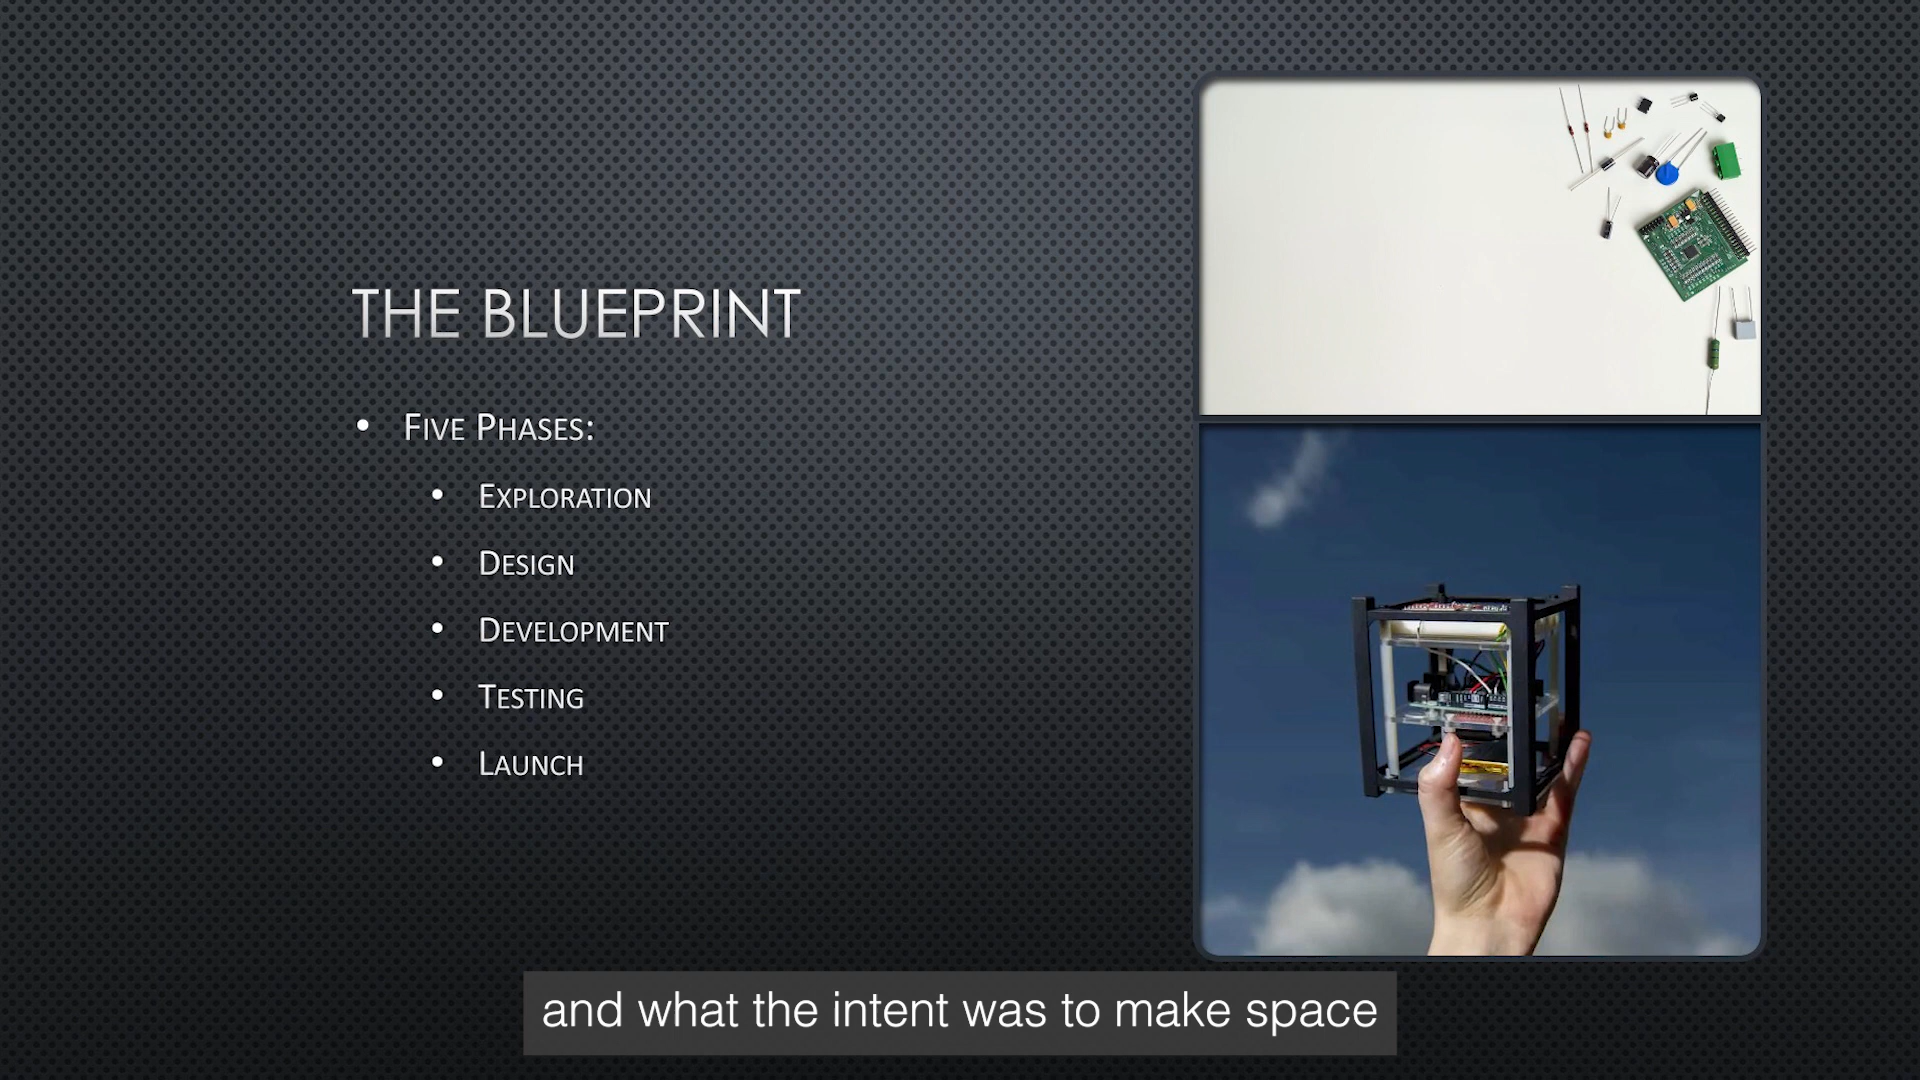 THE BLUEPRINT
• FIVE PHASES:
• EXPLORATION
• DESIGN
• DEVELOPMENT
• TESTING
• LAUNCH
and what the intent was to make space